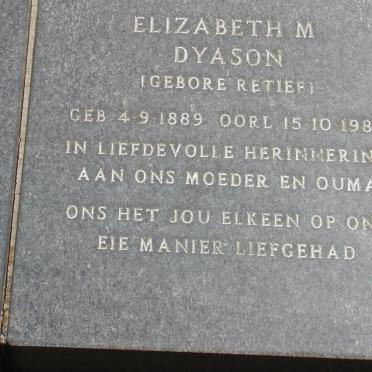 ELIZABETH M
DYASON
(GEBORE RETIEF)
GEB 4·9·1889 OORL 15·10·198
IN LIEFDEVOLLE HERINNERIN
AAN ONS MOEDER EN OUMA
ONS HET JOU ELKEEN OP ON
EIE MANIER LIEFGEHAD